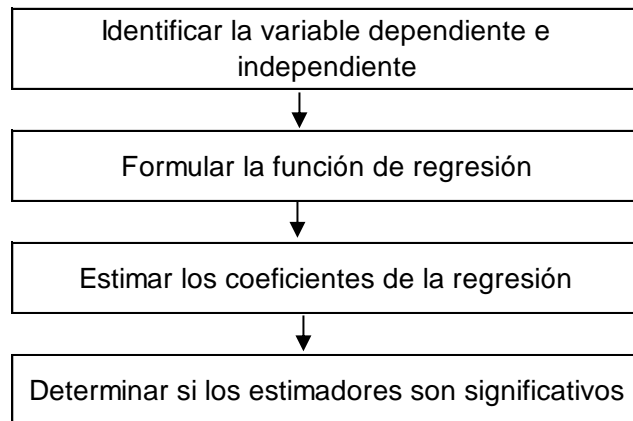 Identificar la variable dependiente e
independiente
Formular la función de regresión
Estimar los coeficientes de la regresión
Determinar si los estimadores son significativos